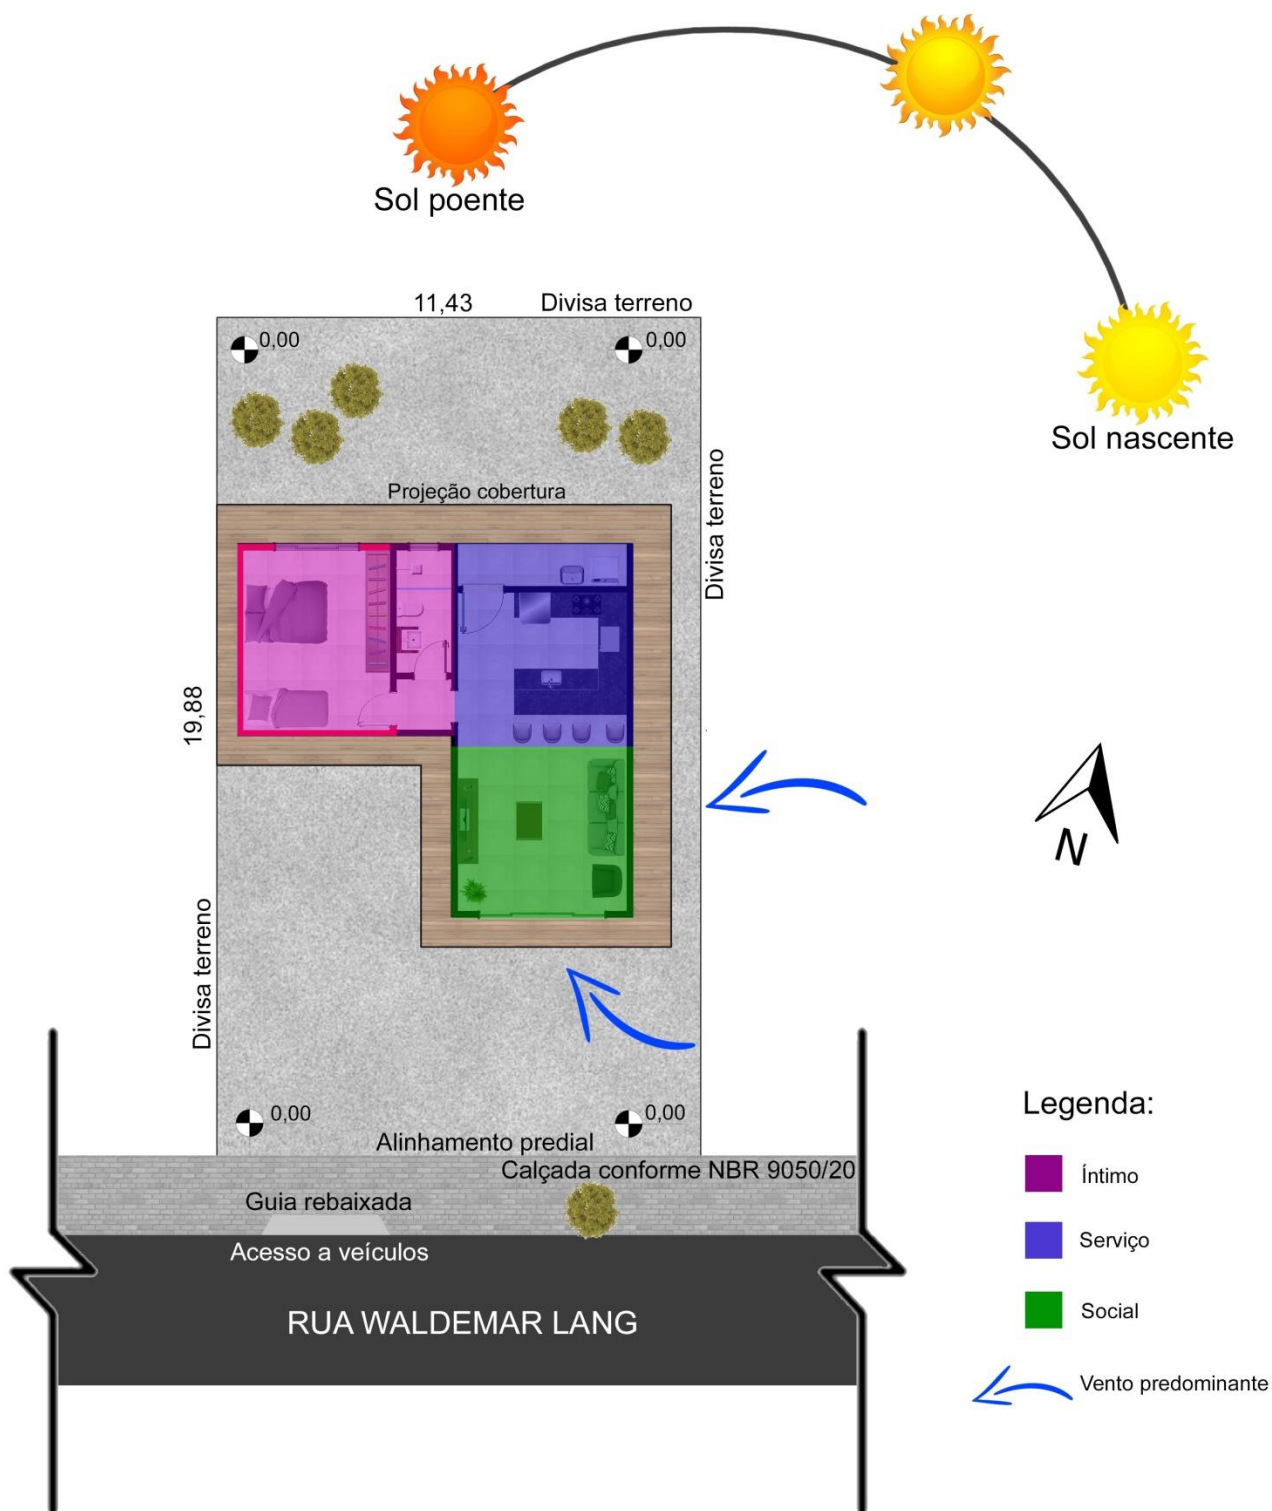 Sol poente
Sol nascente
11,43
Divisa terreno
0,00
0,00
Projeção cobertura
Divisa terreno
19,88
N
Divisa terreno
0,00
0,00
Alinhamento predial
Calçada conforme NBR 9050/20
Guia rebaixada
Acesso a veículos
RUA WALDEMAR LANG
Legenda:
Íntimo
Serviço
Social
Vento predominante